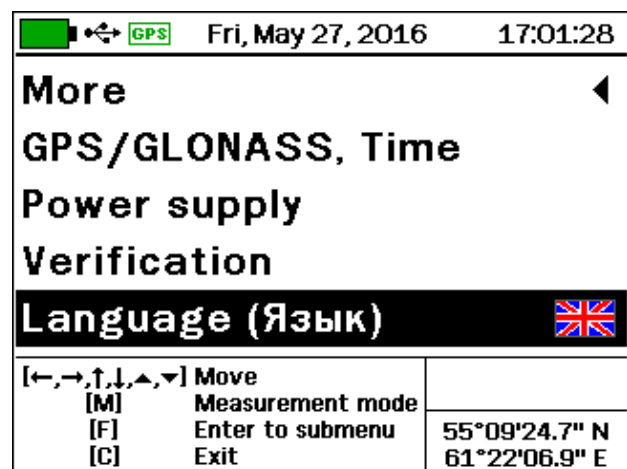 GPS Fri, May 27, 2016 17:01:28
More
GPS/GLONASS, Time
Power supply
Verification
Language (Язык)
[←,→,↑,↓,▲,▼] Move
[M] Measurement mode
[F] Enter to submenu
[C] Exit
55°09'24.7" N
61°22'06.9" E